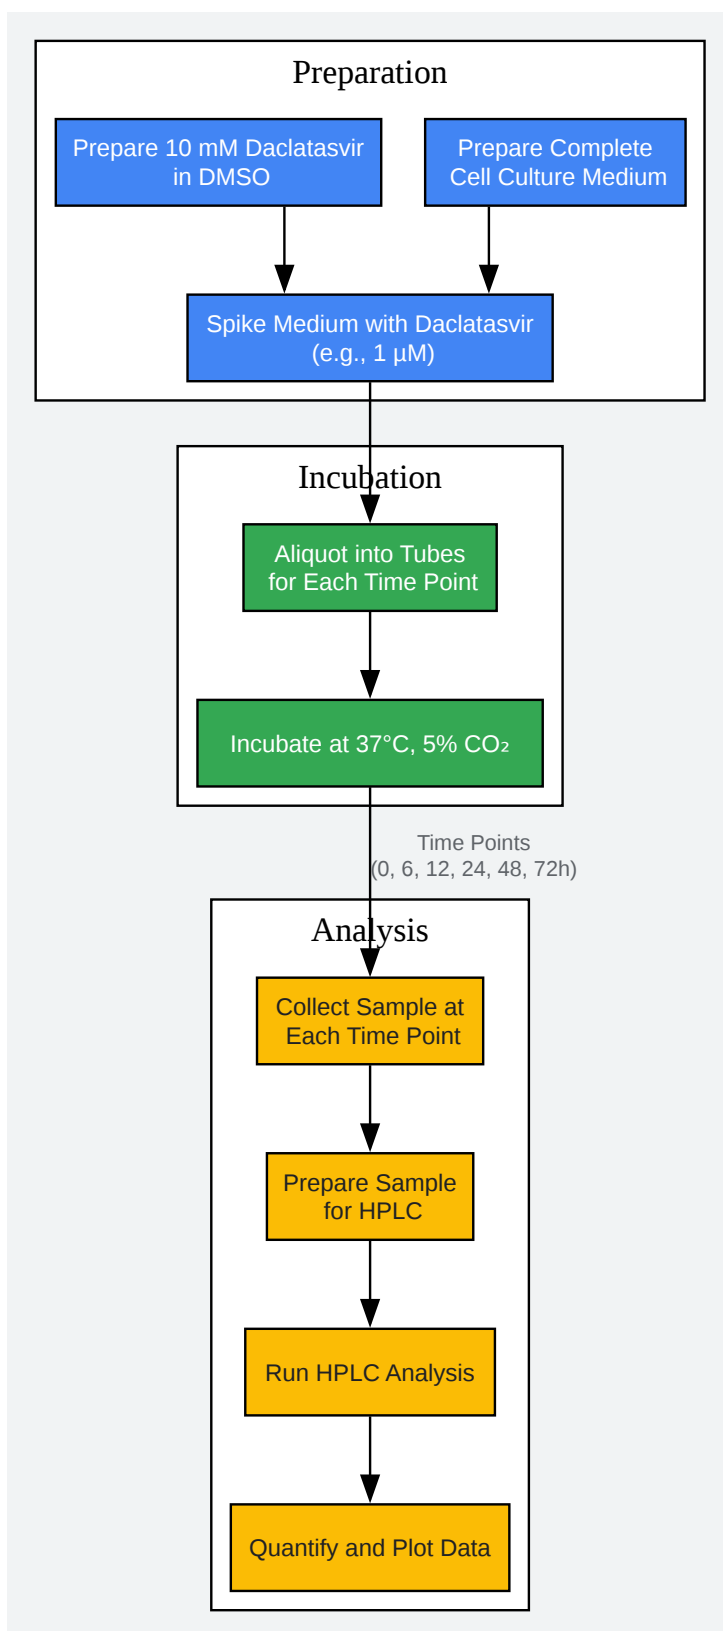 Preparation
Prepare 10 mM Daclatasvir
in DMSO
Prepare Complete
Cell Culture Medium
Spike Medium with Daclatasvir
(e.g., 1 µM)
Incubation
Aliquot into Tubes
for Each Time Point
Incubate at 37°C, 5% CO₂
Time Points
(0, 6, 12, 24, 48, 72h)
Analysis
Collect Sample at
Each Time Point
Prepare Sample
for HPLC
Run HPLC Analysis
Quantify and Plot Data